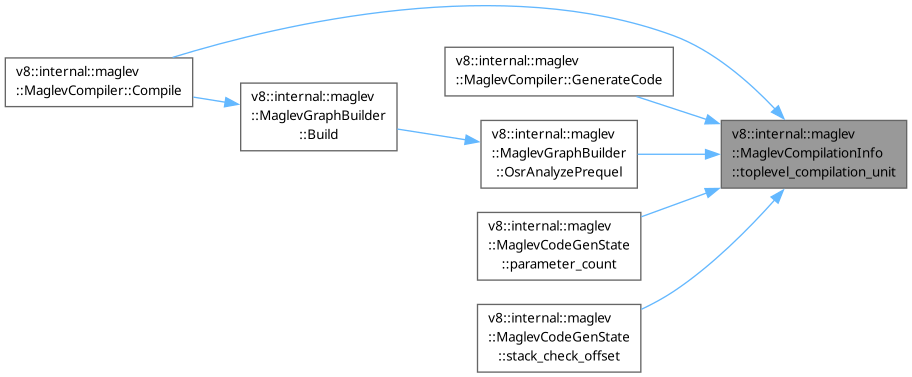 v8::internal::maglev
::MaglevCompiler::Compile
v8::internal::maglev
::MaglevGraphBuilder
::Build
v8::internal::maglev
::MaglevCompiler::GenerateCode
v8::internal::maglev
::MaglevGraphBuilder
::OsrAnalyzePrequel
v8::internal::maglev
::MaglevCodeGenState
::parameter_count
v8::internal::maglev
::MaglevCodeGenState
::stack_check_offset
v8::internal::maglev
::MaglevCompilationInfo
::toplevel_compilation_unit